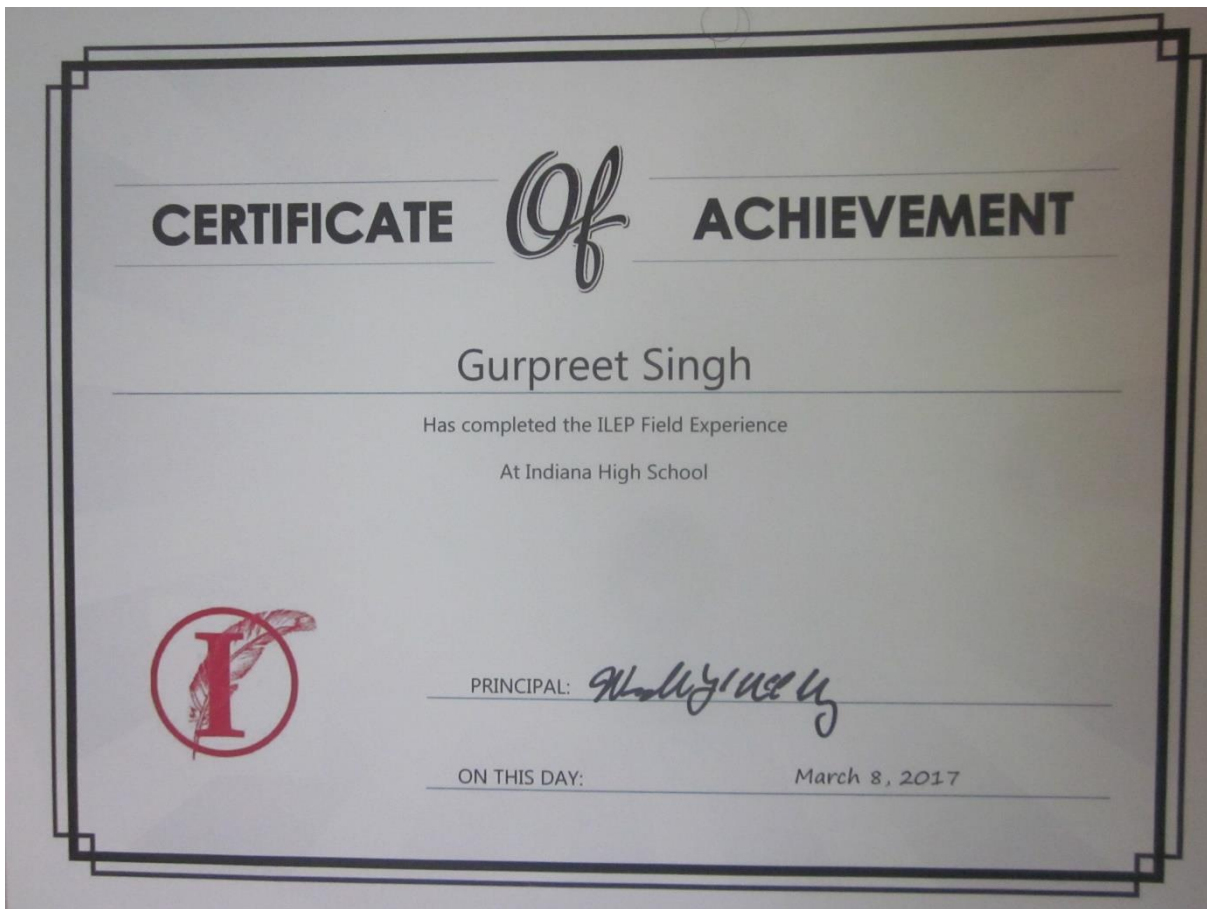 CERTIFICATE Of ACHIEVEMENT
Gurpreet Singh
Has completed the ILEP Field Experience
At Indiana High School
I
PRINCIPAL:
ON THIS DAY: March 8, 2017